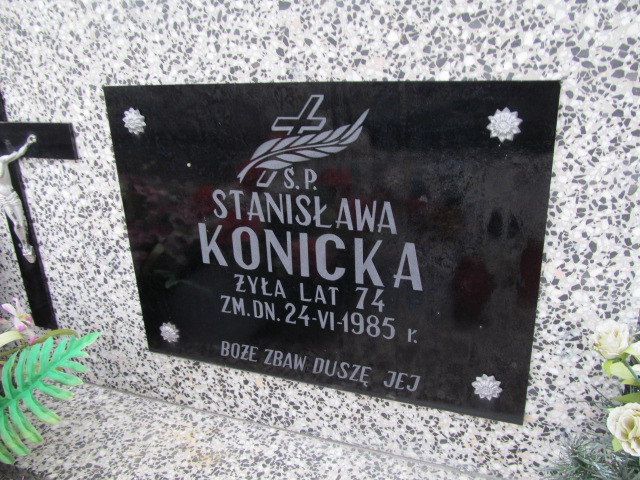 Ś.P.
STANISŁAWA
KONICKA
ŻYŁA LAT 74
ZM. DN. 24-VI-1985 r.
BOŻE ZBAW DUSZĘ JEJ